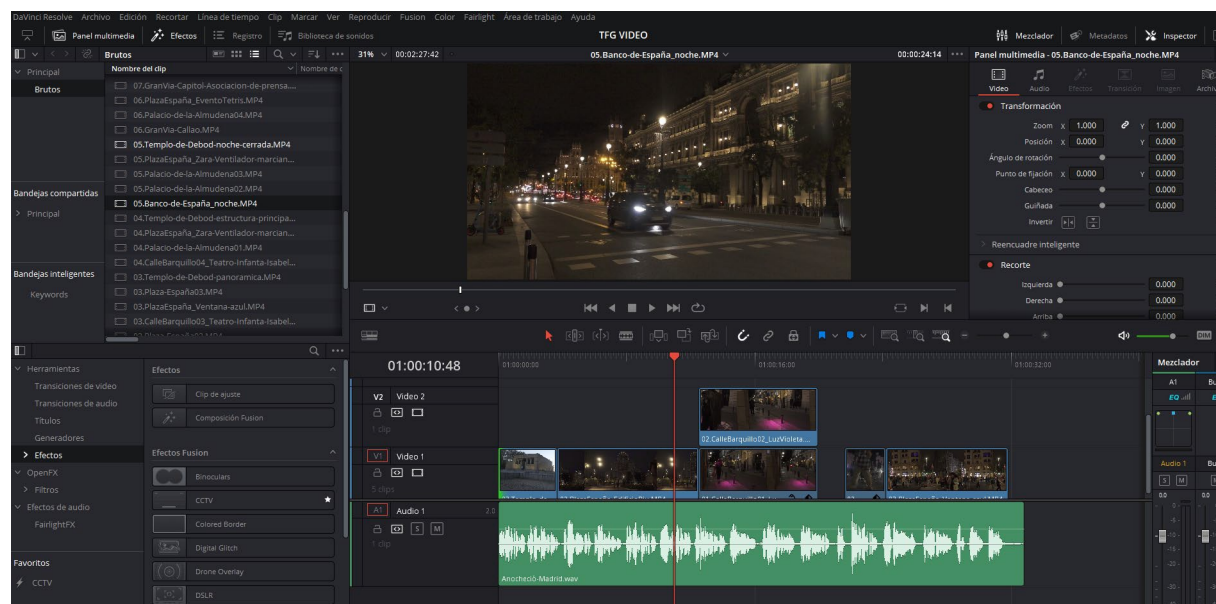 DaVinci Resolve Archivo Edición Recortar Línea de tiempo Clip Marcar Ver Reproducir Fusion Color Fairlight Área de trabajo Ayuda
Panel multimedia Efectos Registro Biblioteca de sonidos TFG VIDEO Mezclador Metadatos Inspector
Brutos 31% 00:02:27:42 05.Banco-de-España_noche.MP4 00:00:24:14 Panel multimedia - 05.Banco-de-España_noche.MP4
Principal
Brutos
Nombre del clip Nombre de c
07.GranVia-Capitol-Asociacion-de-prensa....
06.PlazaEspaña_EventoTetris.MP4
06.Palacio-de-la-Almudena04.MP4
06.GranVia-Callao.MP4
05.Templo-de-Debod-noche-cerrada.MP4
05.PlazaEspaña_Zara-Ventilador-marcian...
05.Palacio-de-la-Almudena03.MP4
05.Palacio-de-la-Almudena02.MP4
05.Banco-de-España_noche.MP4
04.Templo-de-Debod-estructura-principa...
04.PlazaEspaña_Zara-Ventilador-marcian...
04.Palacio-de-la-Almudena01.MP4
04.CalleBarquillo04_Teatro-Infanta-Isabel...
03.Templo-de-Debod-panoramica.MP4
03.Plaza-España03.MP4
03.PlazaEspaña_Ventana-azul.MP4
03.CalleBarquillo03_Teatro-Infanta-Isabel...
Bandejas compartidas
Principal
Bandejas inteligentes
Keywords
Video Audio Efectos Transición Imagen Archiv
Transformación
Zoom X 1.000 Y 1.000
Posición X 0.000 Y 0.000
Ángulo de rotación 0.000
Punto de fijación X 0.000 Y 0.000
Cabeceo 0.000
Guiñada 0.000
Invertir
Reencuadre inteligente
Recorte
Izquierda 0.000
Derecha 0.000
Arriba 0.000
DIM
Herramientas
Transiciones de video
Transiciones de audio
Títulos
Generadores
Efectos
OpenFX
Filtros
Efectos de audio
FairlightFX
Favoritos
CCTV
Efectos
Clip de ajuste
Composición Fusion
Efectos Fusion
Binoculars
CCTV
Colored Border
Digital Glitch
Drone Overlay
DSLR
01:00:10:48 01:00:00:00 01:00:16:00 01:00:32:00
V2 Video 2
1 clip
02.CalleBarquillo02_LuzVioleta....
V1 Video 1
5 clips
A1 Audio 1 2.0
S M
1 clip
Anocheció-Madrid.wav
Mezclador
A1 Bu
EQ
Audio 1 Bu
S M
0.0 0.0